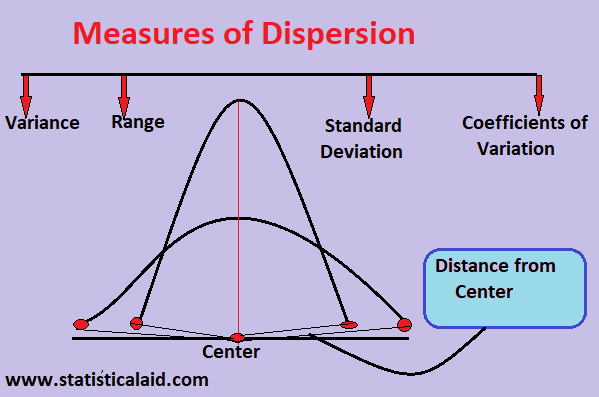 Measures of Dispersion
Variance
Range
Standard
Deviation
Coefficients of
Variation
Distance from
Center
Center
www.statisticalaid.com